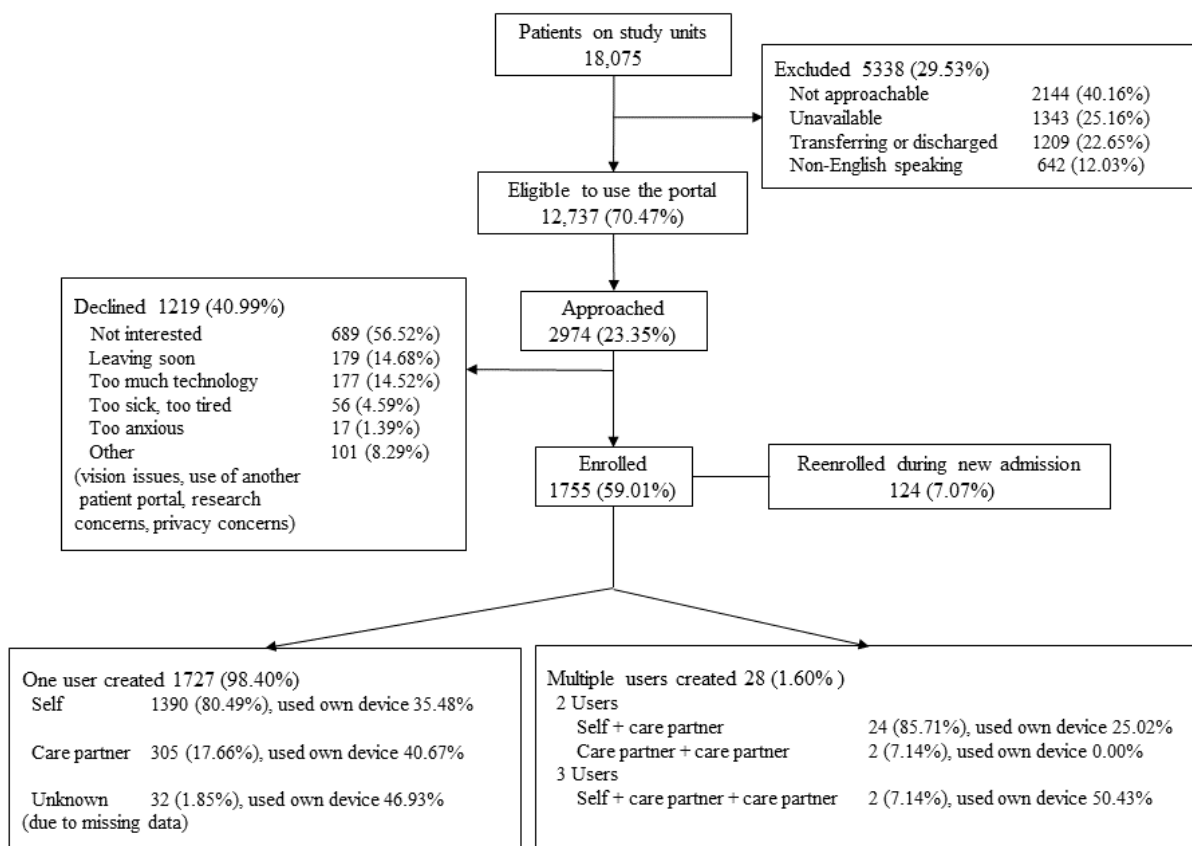 Patients on study units
18,075
Excluded 5338 (29.53%)
Not approachable 2144 (40.16%)
Unavailable 1343 (25.16%)
Transferring or discharged 1209 (22.65%)
Non-English speaking 642 (12.03%)
Eligible to use the portal
12,737 (70.47%)
Declined 1219 (40.99%)
Not interested 689 (56.52%)
Leaving soon 179 (14.68%)
Too much technology 177 (14.52%)
Too sick, too tired 56 (4.59%)
Too anxious 17 (1.39%)
Other 101 (8.29%)
(vision issues, use of another
patient portal, research
concerns, privacy concerns)
Approached
2974 (23.35%)
Enrolled
1755 (59.01%)
Reenrolled during new admission
124 (7.07%)
One user created 1727 (98.40%)
Self 1390 (80.49%), used own device 35.48%
Care partner 305 (17.66%), used own device 40.67%
Unknown 32 (1.85%), used own device 46.93%
(due to missing data)
Multiple users created 28 (1.60% )
2 Users
Self + care partner 24 (85.71%), used own device 25.02%
Care partner + care partner 2 (7.14%), used own device 0.00%
3 Users
Self + care partner + care partner 2 (7.14%), used own device 50.43%